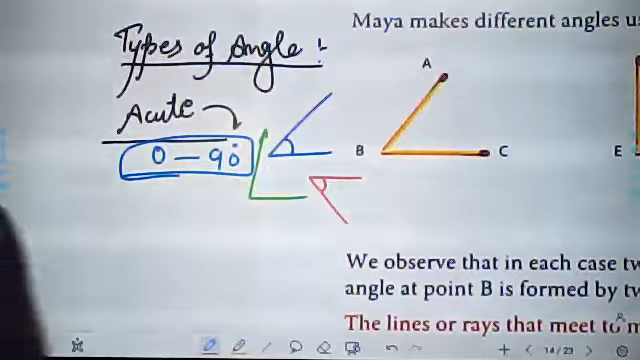 Maya makes different angles u
Types of Angle :-
A
Acute
0 - 90°
B
C
E
We observe that in each case tw
angle at point B is formed by tw
The lines or rays that meet to m
14/23